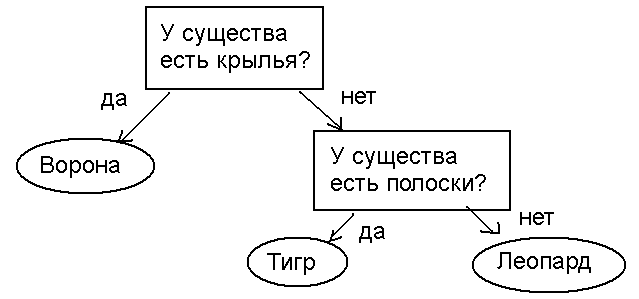 У существа
есть крылья?
да
нет
Ворона
У существа
есть полоски?
да
нет
Тигр
Леопард